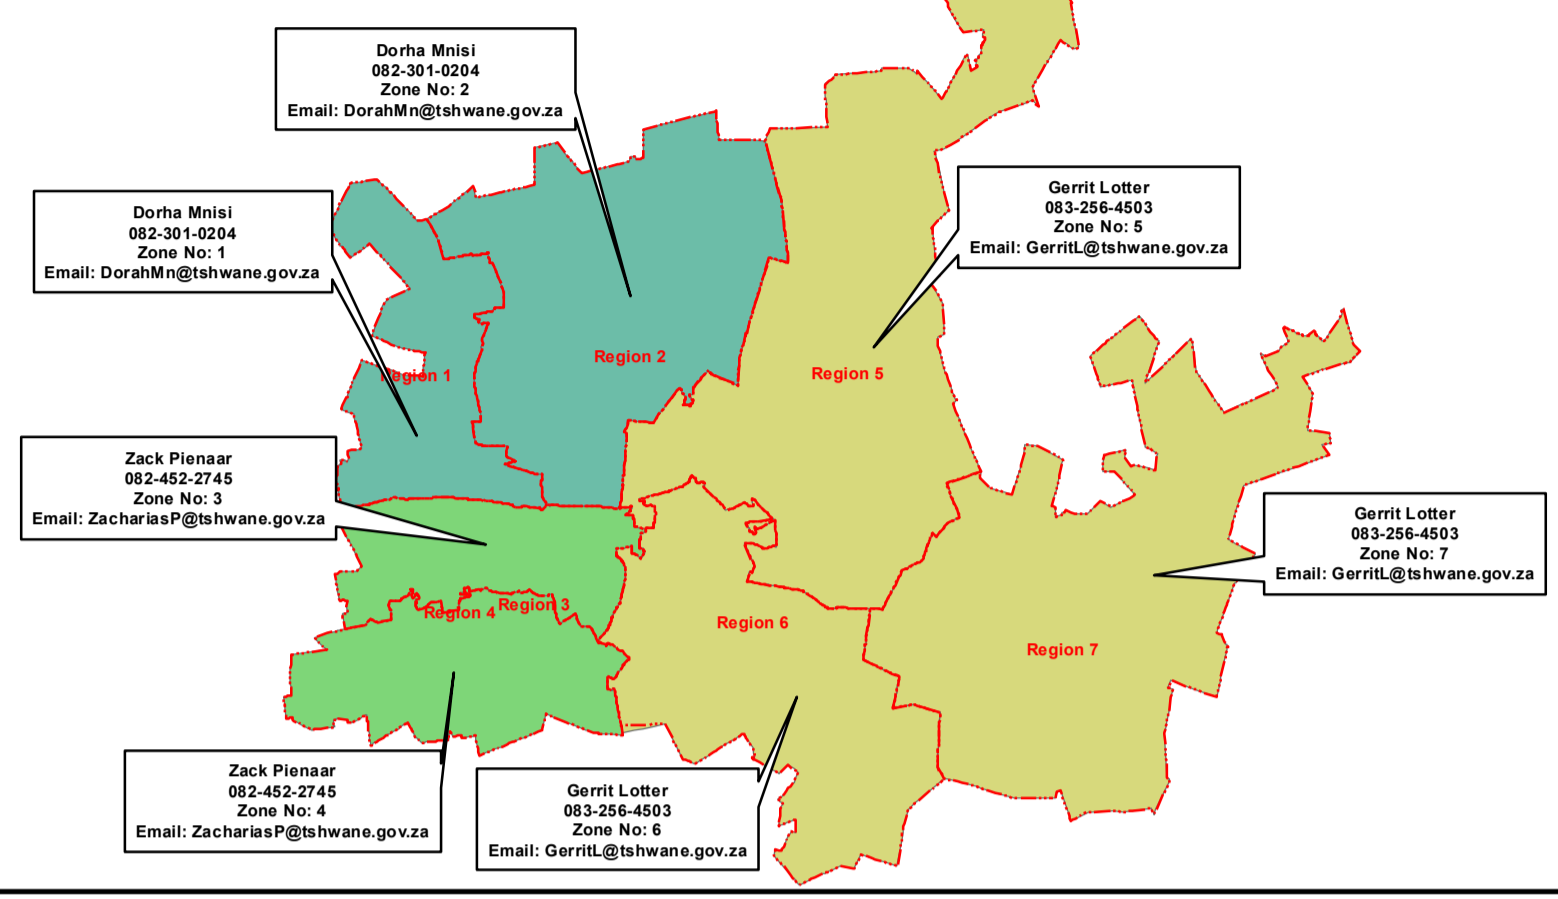 Dorha Mnisi
082-301-0204
Zone No: 2
Email: DorahMn@tshwane.gov.za
Dorha Mnisi
082-301-0204
Zone No: 1
Email: DorahMn@tshwane.gov.za
Gerrit Lotter
083-256-4503
Zone No: 5
Email: GerritL@tshwane.gov.za
Region 2
Region 1
Region 5
Zack Pienaar
082-452-2745
Zone No: 3
Email: ZachariasP@tshwane.gov.za
Gerrit Lotter
083-256-4503
Zone No: 7
Email: GerritL@tshwane.gov.za
Region 3
Region 4
Region 6
Region 7
Zack Pienaar
082-452-2745
Zone No: 4
Email: ZachariasP@tshwane.gov.za
Gerrit Lotter
083-256-4503
Zone No: 6
Email: GerritL@tshwane.gov.za